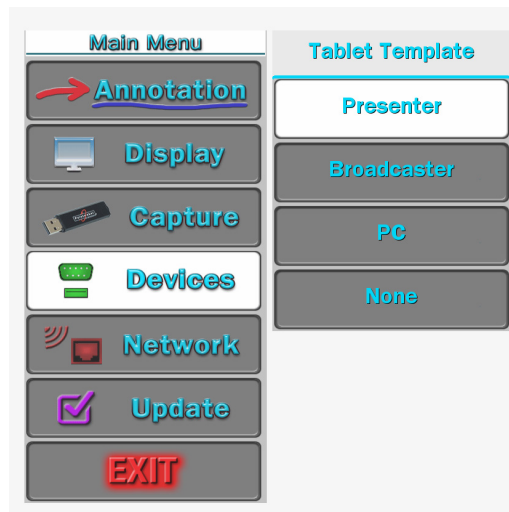 Main Menu
Annotation
Display
Capture
Devices
Network
Update
EXIT
Tablet Template
Presenter
Broadcaster
PC
None